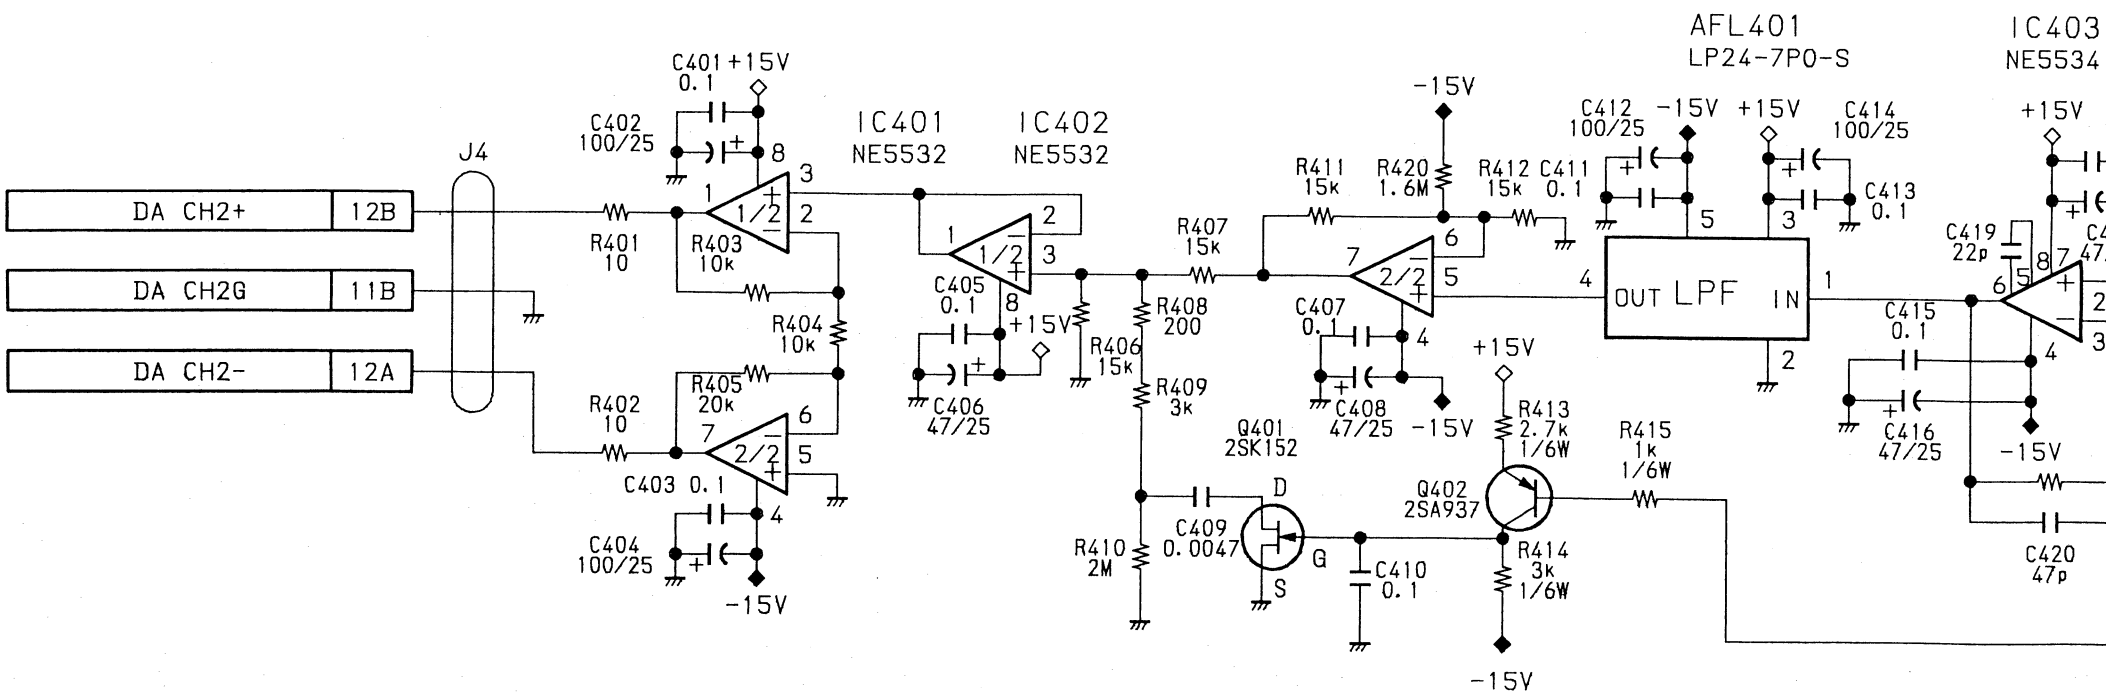 AFL401
LP24-7P0-S
IC403
NE5534
C401
0.1
+15V
C402
100/25
IC401
NE5532
IC402
NE5532
-15V
C412
100/25
-15V
+15V
C414
100/25
+15V
J4
8
3
1
+
1/2
-
2
R411
15k
R420
1.6M
R412
15k
C411
0.1
C413
0.1
DA CH2+
12B
R401
10
R403
10k
1
2
-
1/2
+
3
8
R407
15k
6
7
-
2/2
+
5
4
5
3
C419
22p
6
5
8
7
+
-
2
3
4
DA CH2G
11B
C405
0.1
+15V
R408
200
C407
0.1
4
OUT
LPF
IN
1
2
C415
0.1
R404
10k
R406
15k
+15V
DA CH2-
12A
R405
20k
R402
10
C406
47/25
R409
3k
C408
47/25
-15V
R413
2.7k
1/6W
R415
1k
1/6W
C416
47/25
-15V
7
6
-
2/2
+
5
4
Q401
2SK152
C403 0.1
D
Q402
2SA937
C404
100/25
-15V
R410
2M
C409
0.0047
G
S
C410
0.1
R414
3k
1/6W
-15V
C420
47p